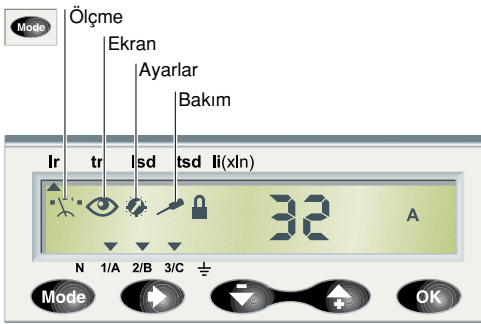 Mode
Ölçme
Ekran
Ayarlar
Bakım
Ir tr Isd tsd Ii(xIn)
32 A
N 1/A 2/B 3/C
Mode - + OK